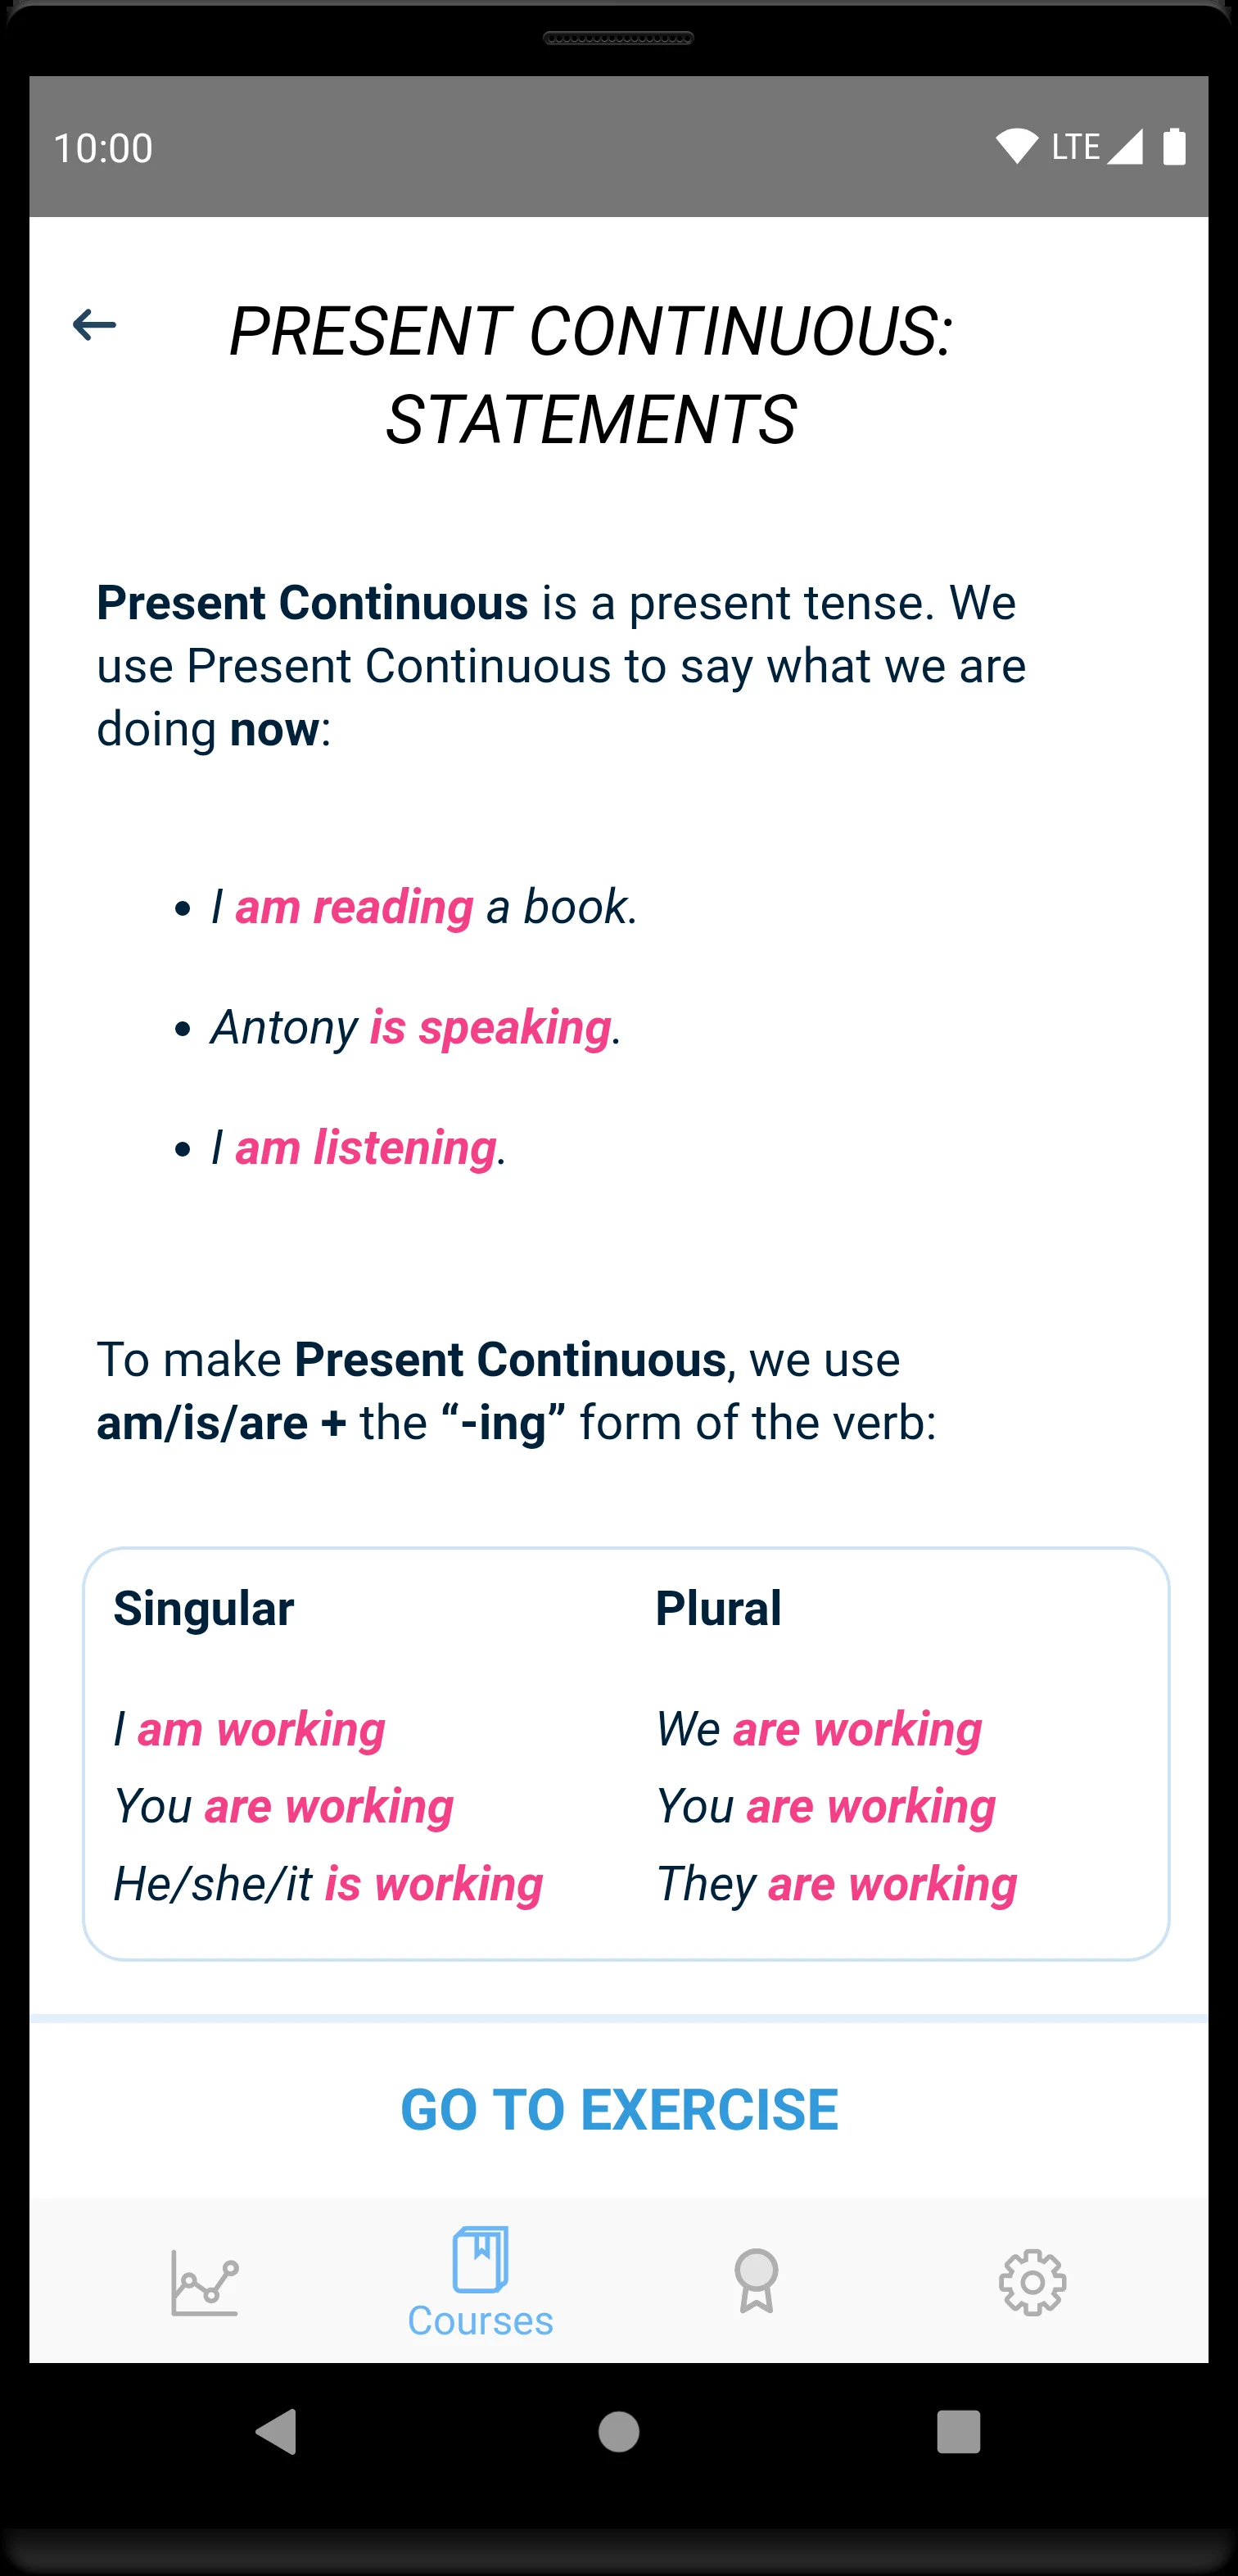 10:00
LTE
PRESENT CONTINUOUS:
STATEMENTS
Present Continuous is a present tense. We
use Present Continuous to say what we are
doing now:
• I am reading a book.
• Antony is speaking.
• I am listening.
To make Present Continuous, we use
am/is/are + the “-ing” form of the verb:
Singular
I am working
You are working
He/she/it is working
Plural
We are working
You are working
They are working
GO TO EXERCISE
Courses